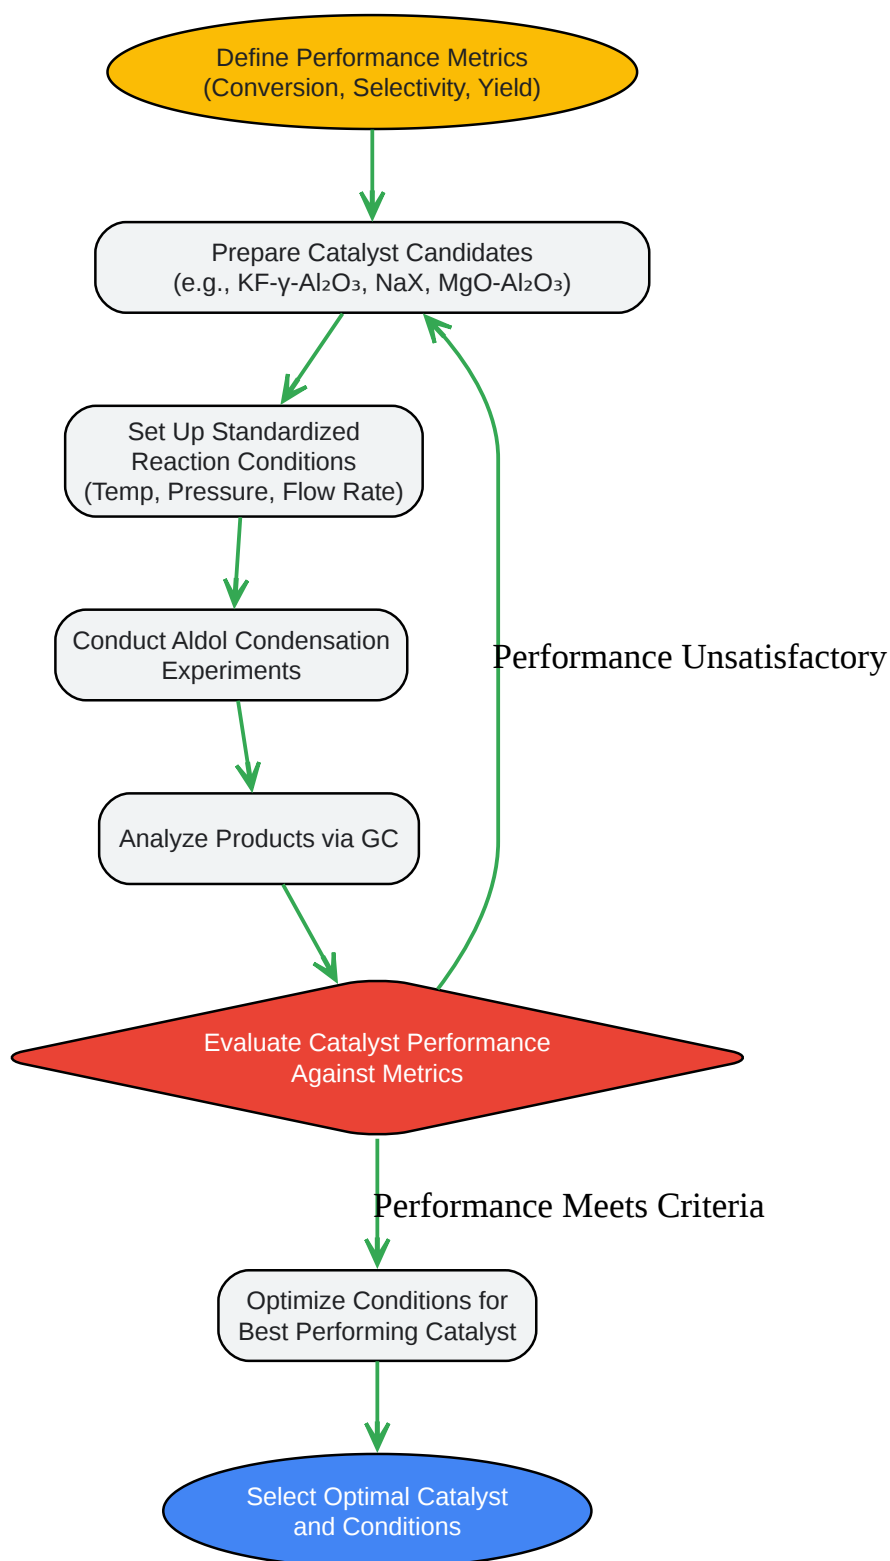 Define Performance Metrics
(Conversion, Selectivity, Yield)
Prepare Catalyst Candidates
(e.g., KF-γ-Al₂O₃, NaX, MgO-Al₂O₃)
Set Up Standardized
Reaction Conditions
(Temp, Pressure, Flow Rate)
Conduct Aldol Condensation
Experiments
Performance Unsatisfactory
Analyze Products via GC
Evaluate Catalyst Performance
Against Metrics
Performance Meets Criteria
Optimize Conditions for
Best Performing Catalyst
Select Optimal Catalyst
and Conditions